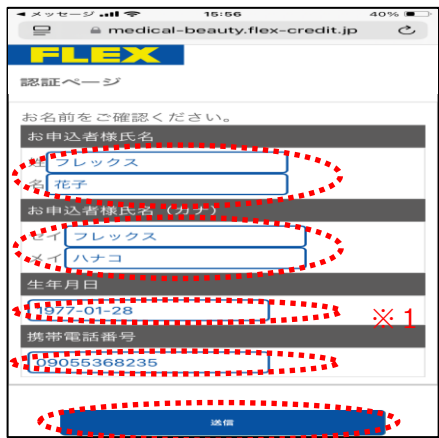 メッセージ 15:56 40%
medical-beauty.flex-credit.jp
FLEX
認証ページ
お名前をご確認ください。
お申込者様氏名
姓 フレックス
名 花子
お申込者様氏名（カナ）
セイ フレックス
メイ ハナコ
生年月日
1977-01-28
※1
携帯電話番号
09055368235
送信